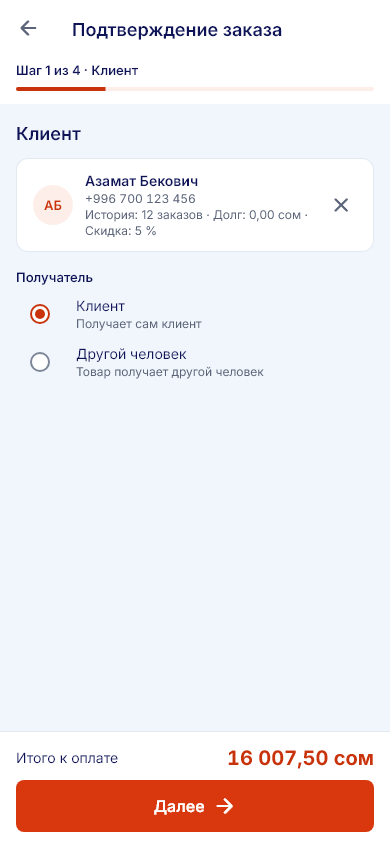 Подтверждение заказа
Шаг 1 из 4 · Клиент
Клиент
АБ
Азамат Бекович
+996 700 123 456
История: 12 заказов · Долг: 0,00 сом ·
Скидка: 5 %
Получатель
Клиент
Получает сам клиент
Другой человек
Товар получает другой человек
Итого к оплате
16 007,50 сом
Далее